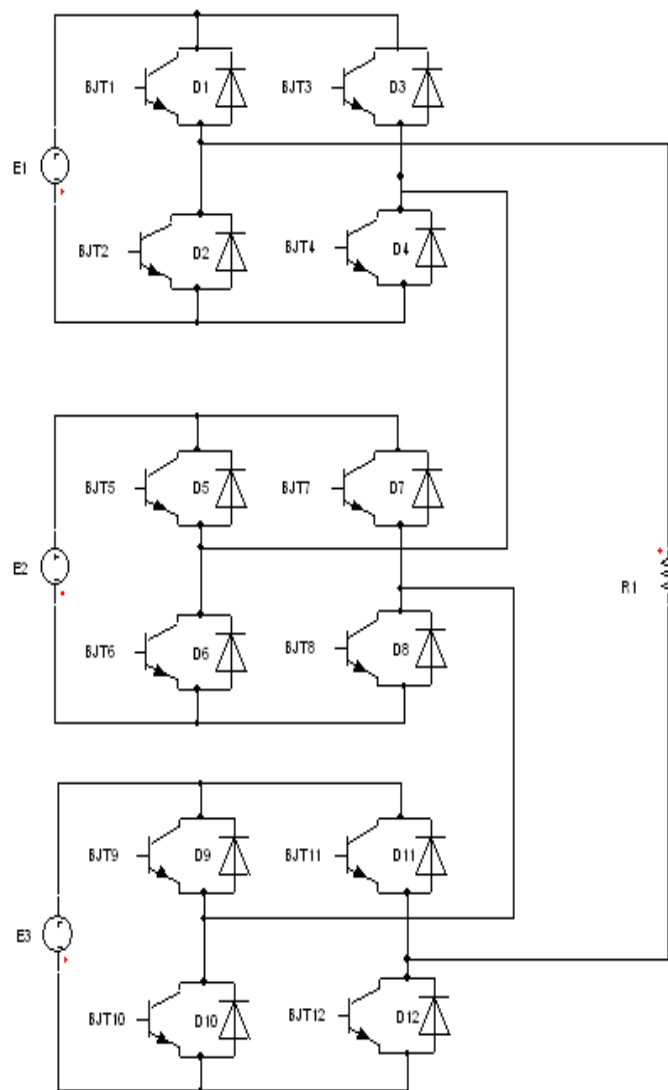 BJT1 D1 BJT3 D3
E1
BJT2 D2 BJT4 D4
BJT5 D5 BJT7 D7
E2
R1
BJT6 D6 BJT8 D8
BJT9 D9 BJT11 D11
E3
BJT10 D10 BJT12 D12